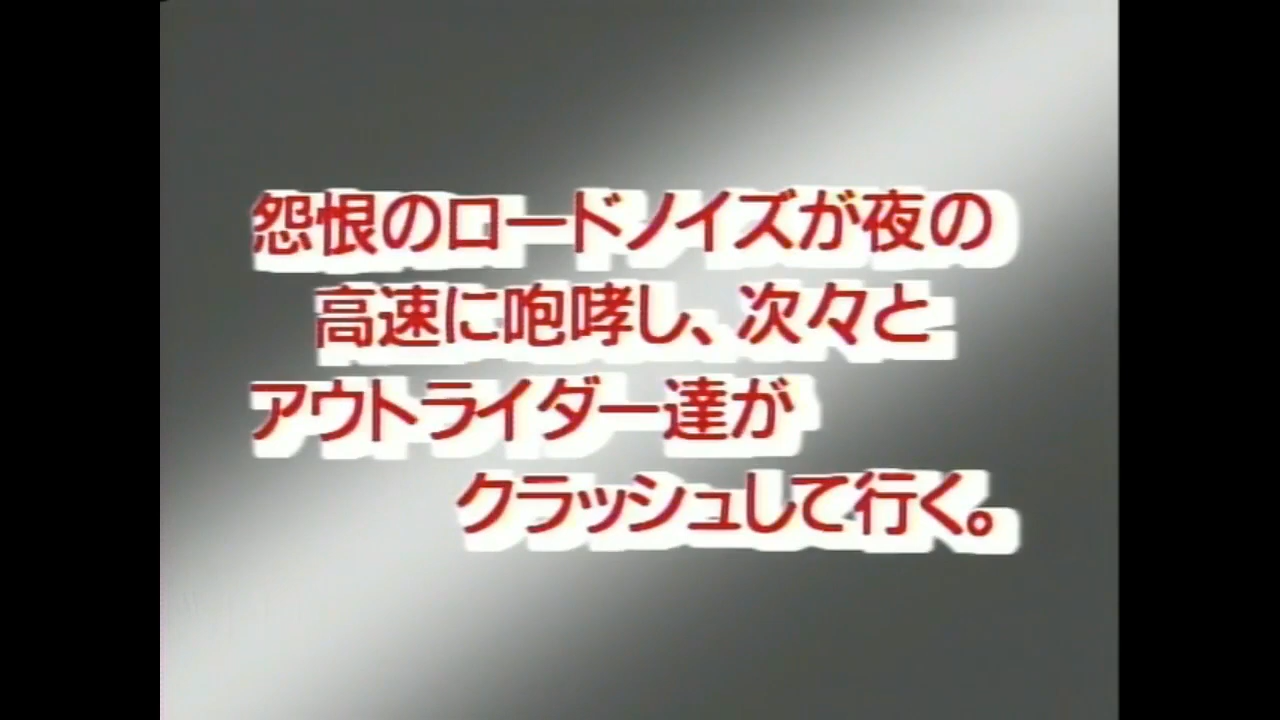 怨恨のロードノイズが夜の
高速に咆哮し、次々と
アウトライダー達が
クラッシュして行く。